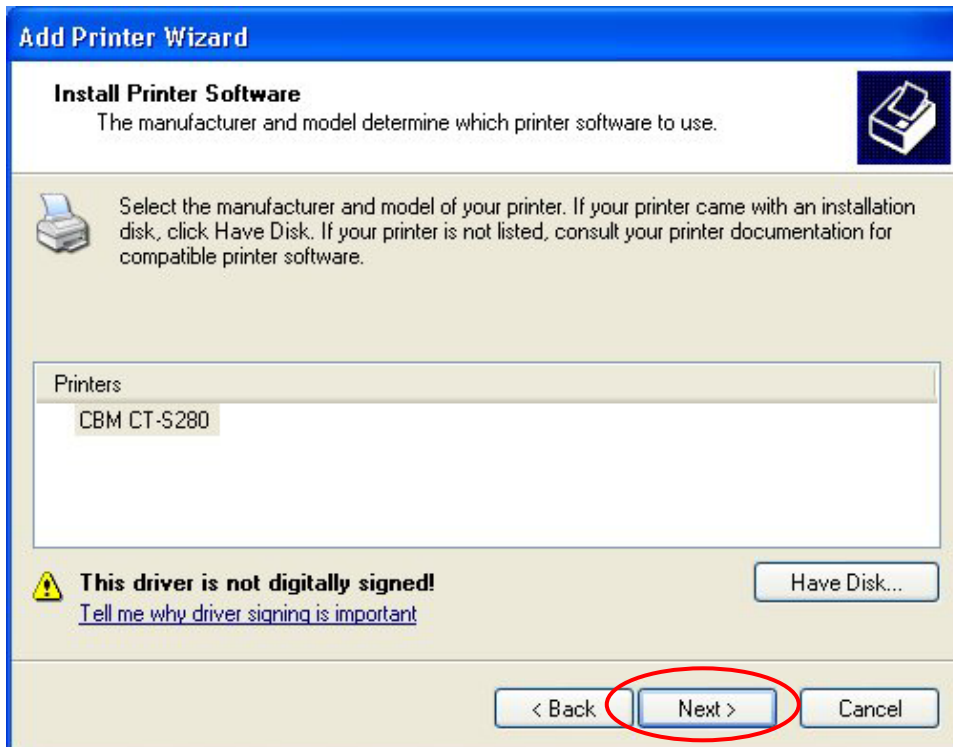 Add Printer Wizard
Install Printer Software
The manufacturer and model determine which printer software to use.
Select the manufacturer and model of your printer. If your printer came with an installation
disk, click Have Disk. If your printer is not listed, consult your printer documentation for
compatible printer software.
Printers
CBM CT-S280
This driver is not digitally signed!
Have Disk...
Tell me why driver signing is important
< Back
Next >
Cancel